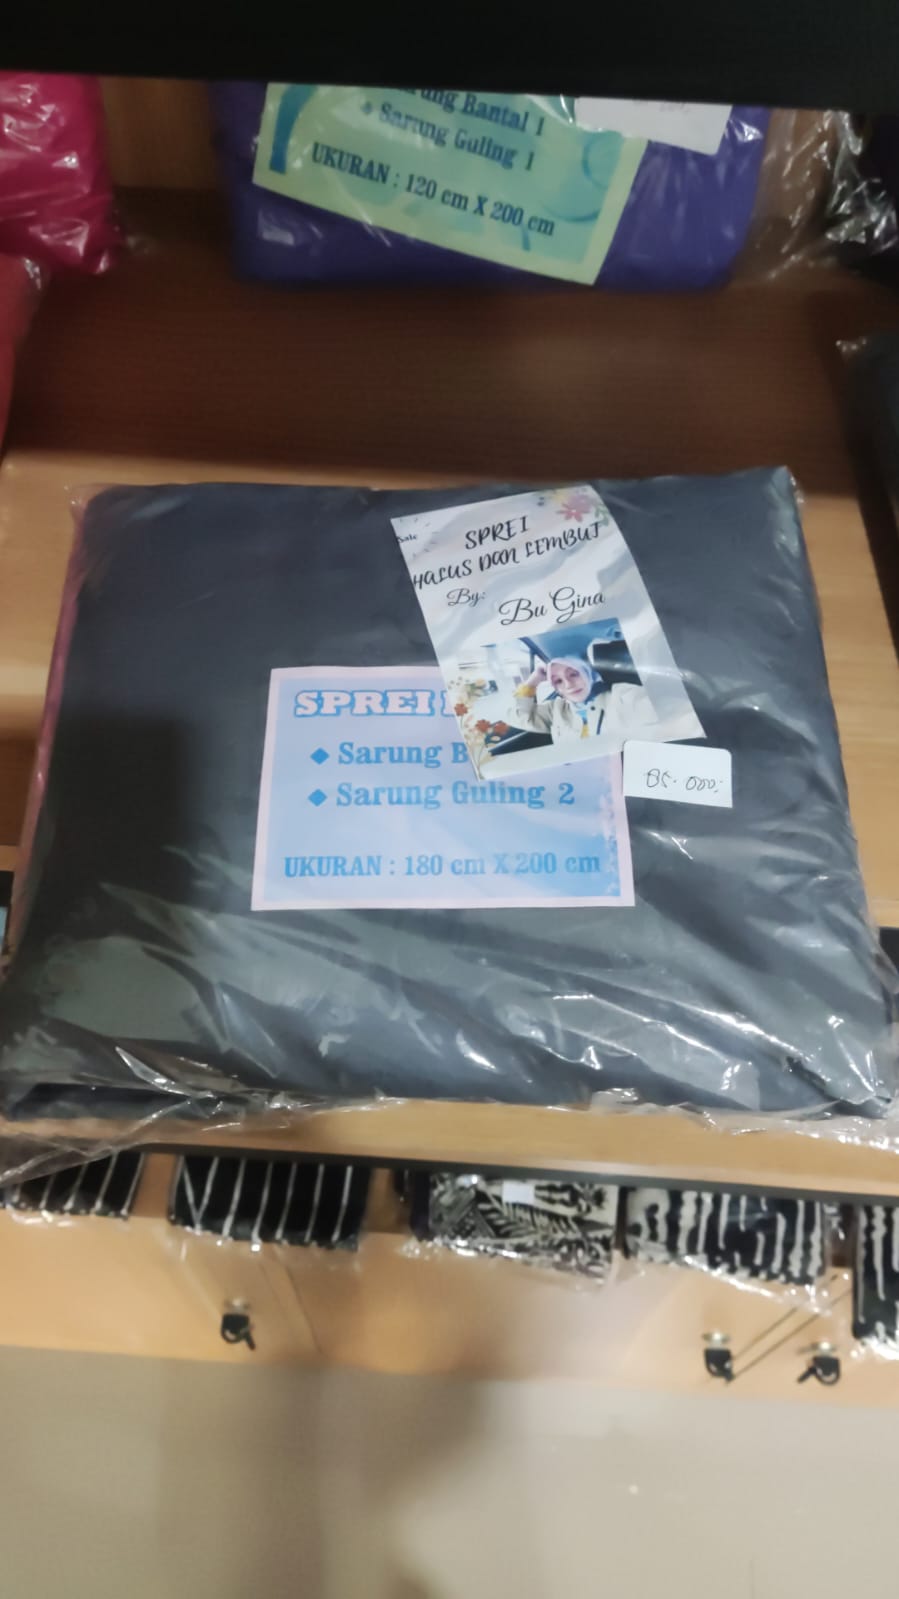 Sarung Bantal 1
◆ Sarung Guling 1
UKURAN : 120 cm X 200 cm
Sale
SPREI
HALUS DAN LEMBUT
By:
Bu Gina
SPREI
◆ Sarung
◆ Sarung Guling 2
UKURAN : 180 cm X 200 cm
85.000,-